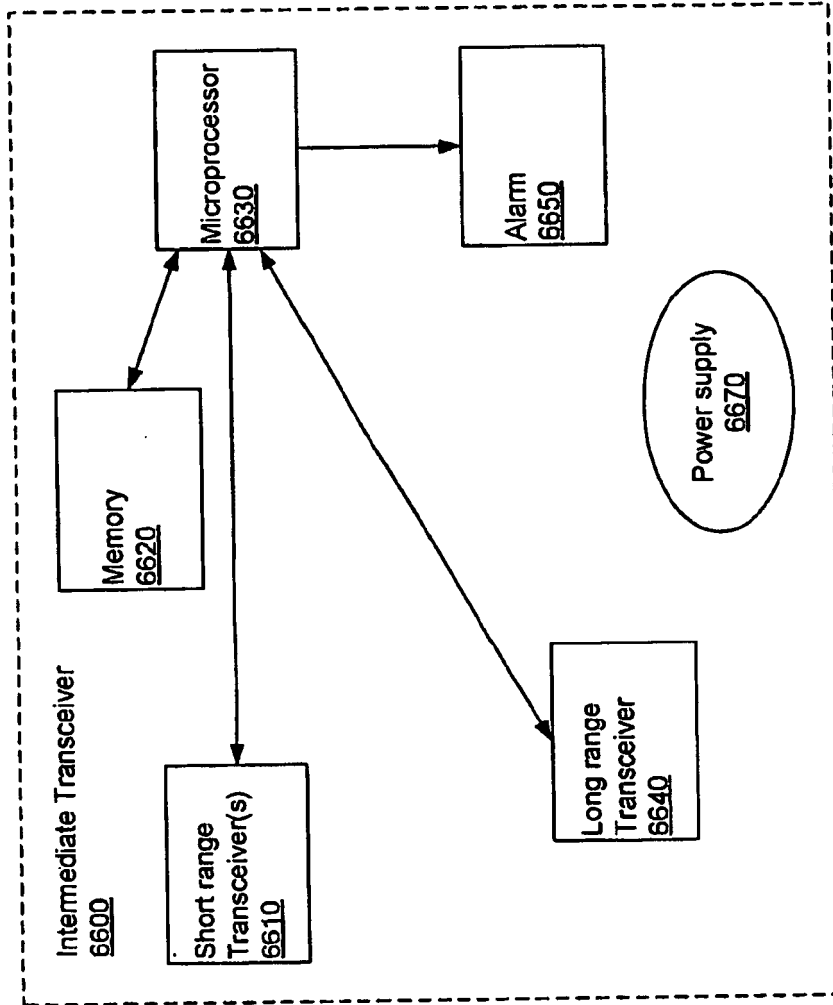 Intermediate Transceiver
6600
Short range
Transceiver(s)
6610
Memory
6620
Microprocessor
6630
Long range
Transceiver
6640
Alarm
6650
Power supply
6670